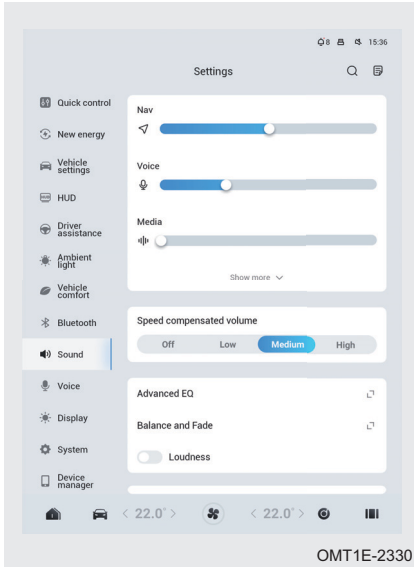 8 15:36
Settings
Quick control
New energy
Vehicle
settings
HUD
Driver
assistance
Ambient
light
Vehicle
comfort
Bluetooth
Sound
Voice
Display
System
Device
manager
Nav
Voice
Media
Show more
Speed compensated volume
Off Low Medium High
Advanced EQ
Balance and Fade
Loudness
< 22.0° > < 22.0° >
OMT1E-2330